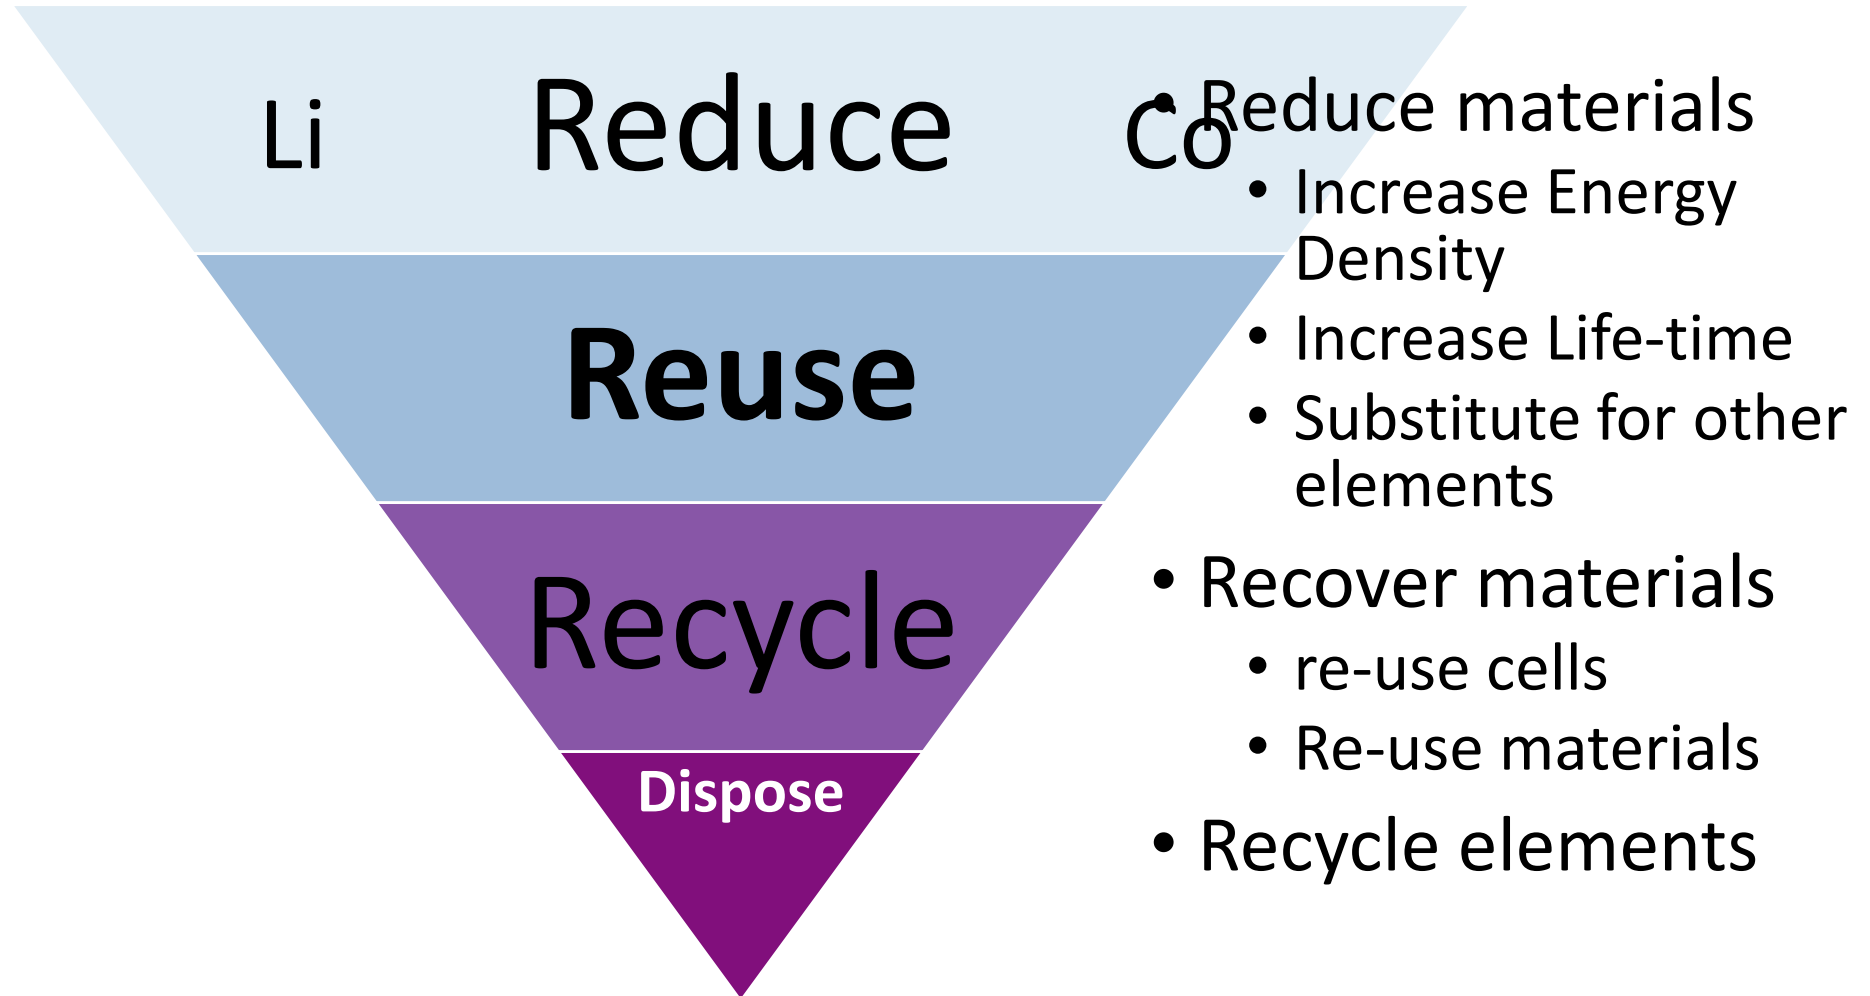 Li Reduce Co
Reuse
Recycle
Dispose
• Reduce materials
• Increase Energy
Density
• Increase Life-time
• Substitute for other
elements
• Recover materials
• re-use cells
• Re-use materials
• Recycle elements